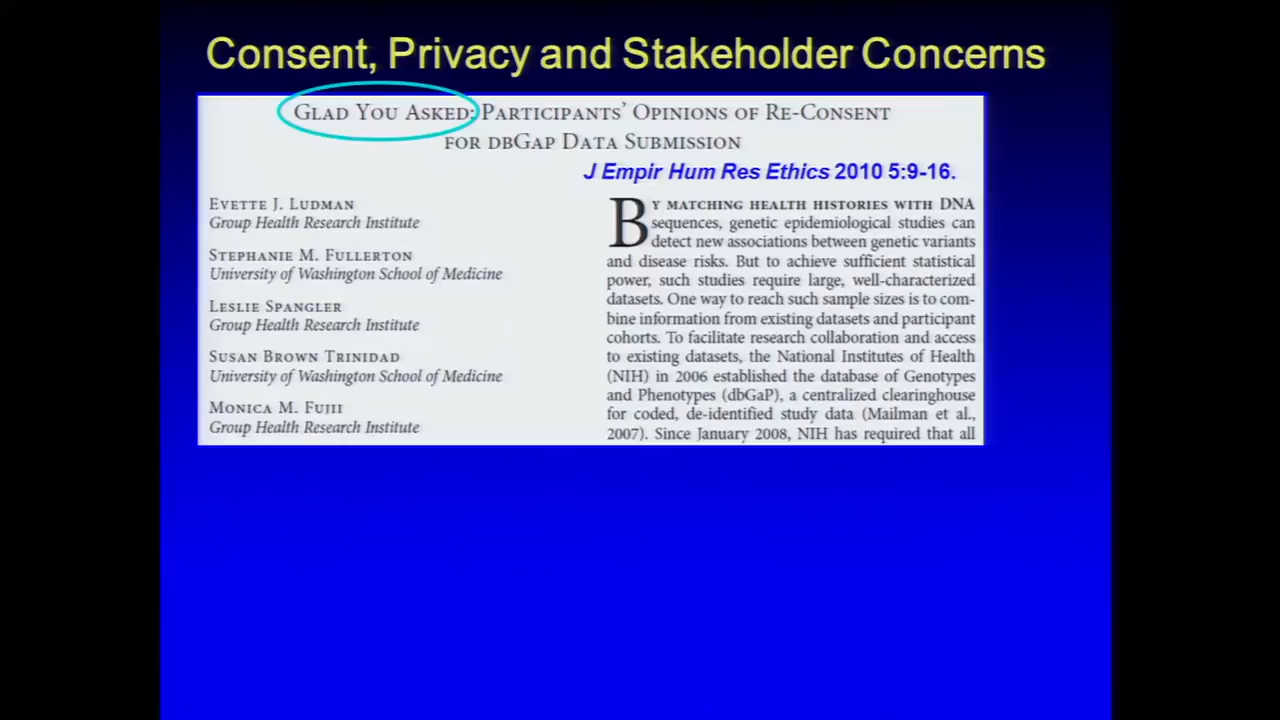 Consent, Privacy and Stakeholder Concerns
GLAD YOU ASKED: PARTICIPANTS' OPINIONS OF RE-CONSENT
FOR DBGAP DATA SUBMISSION
J Empir Hum Res Ethics 2010 5:9-16.
EVETTE J. LUDMAN
Group Health Research Institute
STEPHANIE M. FULLERTON
University of Washington School of Medicine
LESLIE SPANGLER
Group Health Research Institute
SUSAN BROWN TRINIDAD
University of Washington School of Medicine
MONICA M. FUJII
Group Health Research Institute
BY MATCHING HEALTH HISTORIES WITH DNA
sequences, genetic epidemiological studies can
detect new associations between genetic variants
and disease risks. But to achieve sufficient statistical
power, such studies require large, well-characterized
datasets. One way to reach such sample sizes is to com-
bine information from existing datasets and participant
cohorts. To facilitate research collaboration and access
to existing datasets, the National Institutes of Health
(NIH) in 2006 established the database of Genotypes
and Phenotypes (dbGaP), a centralized clearinghouse
for coded, de-identified study data (Mailman et al.,
2007). Since January 2008, NIH has required that all